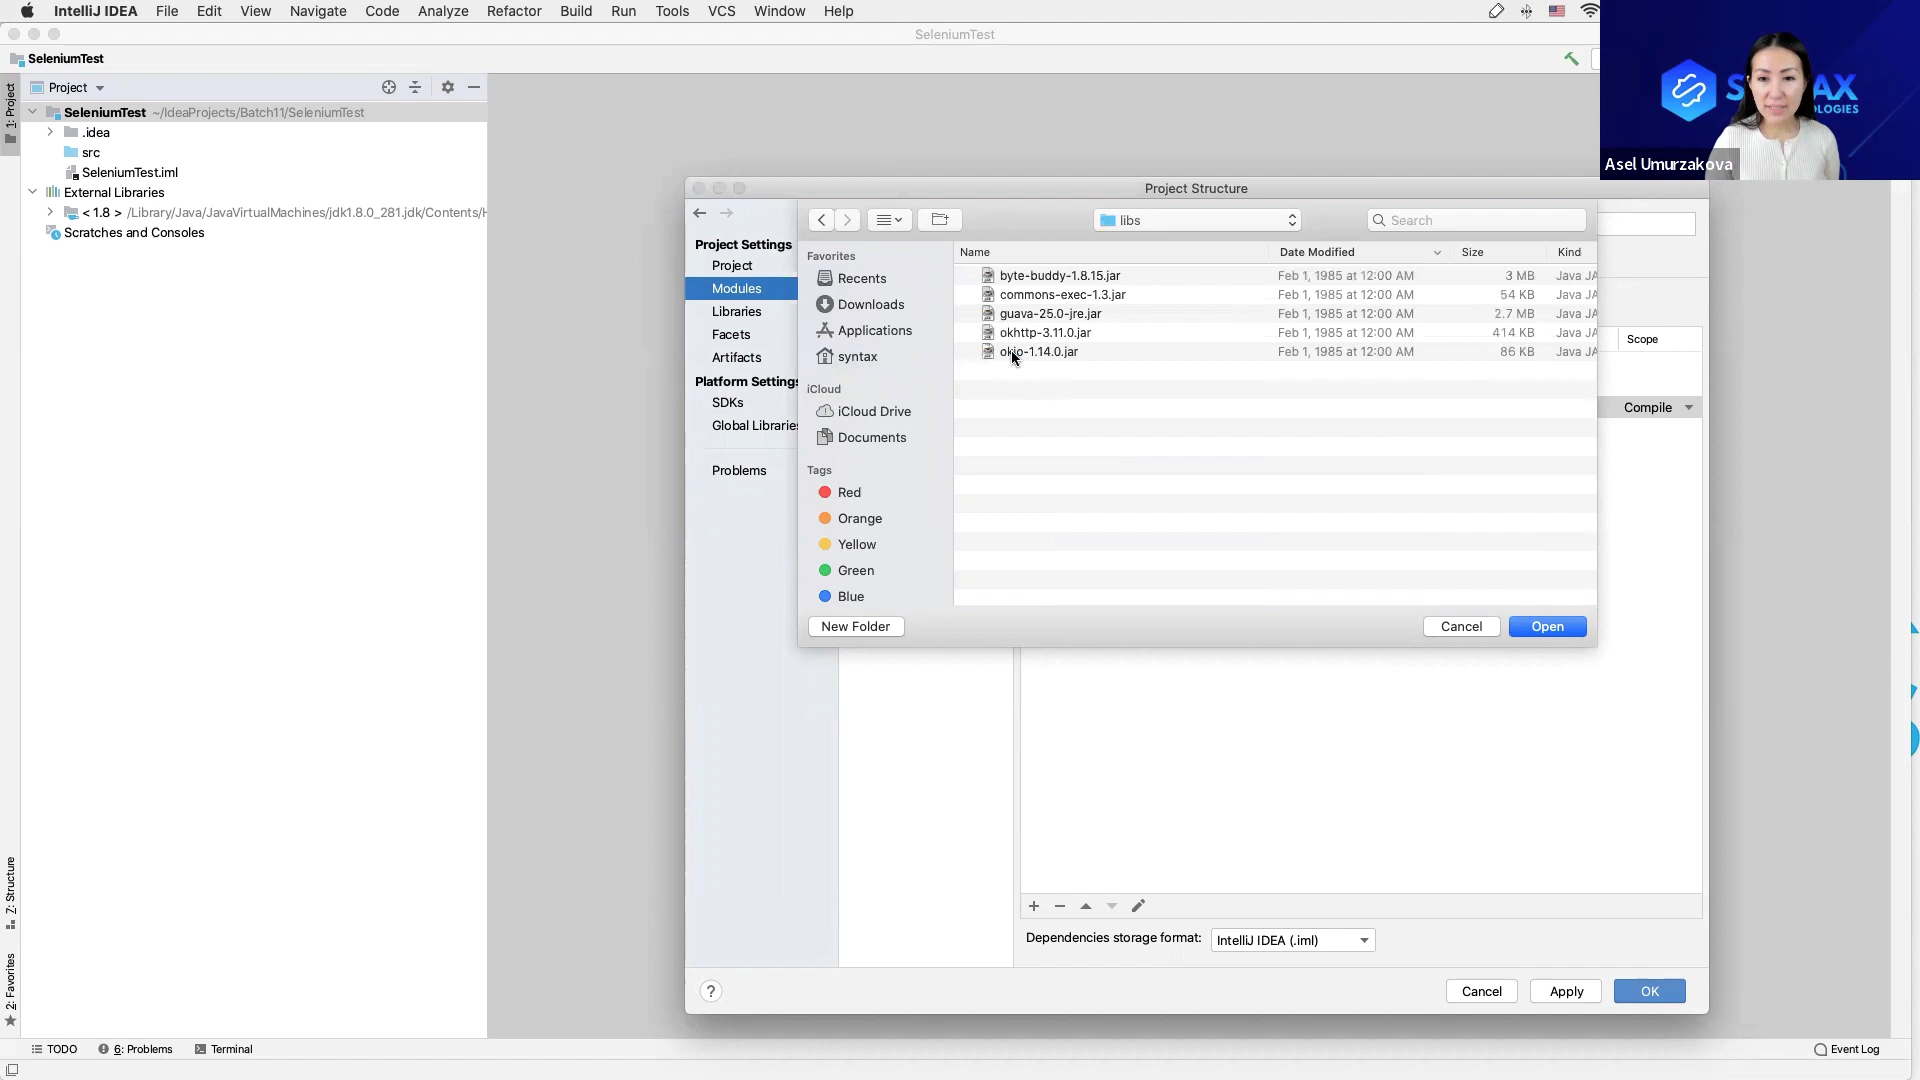 IntelliJ IDEA File Edit View Navigate Code Analyze Refactor Build Run Tools VCS Window Help
SeleniumTest
SeleniumTest
Project
SeleniumTest ~/IdeaProjects/Batch11/SeleniumTest
.idea
src
SeleniumTest.iml
External Libraries
< 1.8 > /Library/Java/JavaVirtualMachines/jdk1.8.0_281.jdk/Contents/H
Scratches and Consoles
1: Project
Z: Structure
2: Favorites
Project Structure
Project Settings
Project
Modules
Libraries
Facets
Artifacts
Platform Settings
SDKs
Global Libraries
Problems
libs
Search
Favorites
Recents
Downloads
Applications
syntax
iCloud
iCloud Drive
Documents
Tags
Red
Orange
Yellow
Green
Blue
Name Date Modified Size Kind
byte-buddy-1.8.15.jar Feb 1, 1985 at 12:00 AM 3 MB Java JA
commons-exec-1.3.jar Feb 1, 1985 at 12:00 AM 54 KB Java JA
guava-25.0-jre.jar Feb 1, 1985 at 12:00 AM 2.7 MB Java JA
okhttp-3.11.0.jar Feb 1, 1985 at 12:00 AM 414 KB Java JA
okio-1.14.0.jar Feb 1, 1985 at 12:00 AM 86 KB Java JA
New Folder Cancel Open
Scope
Compile
Dependencies storage format: IntelliJ IDEA (.iml)
? Cancel Apply OK
TODO 6: Problems Terminal Event Log
S AX
OLOGIES
Asel Umurzakova